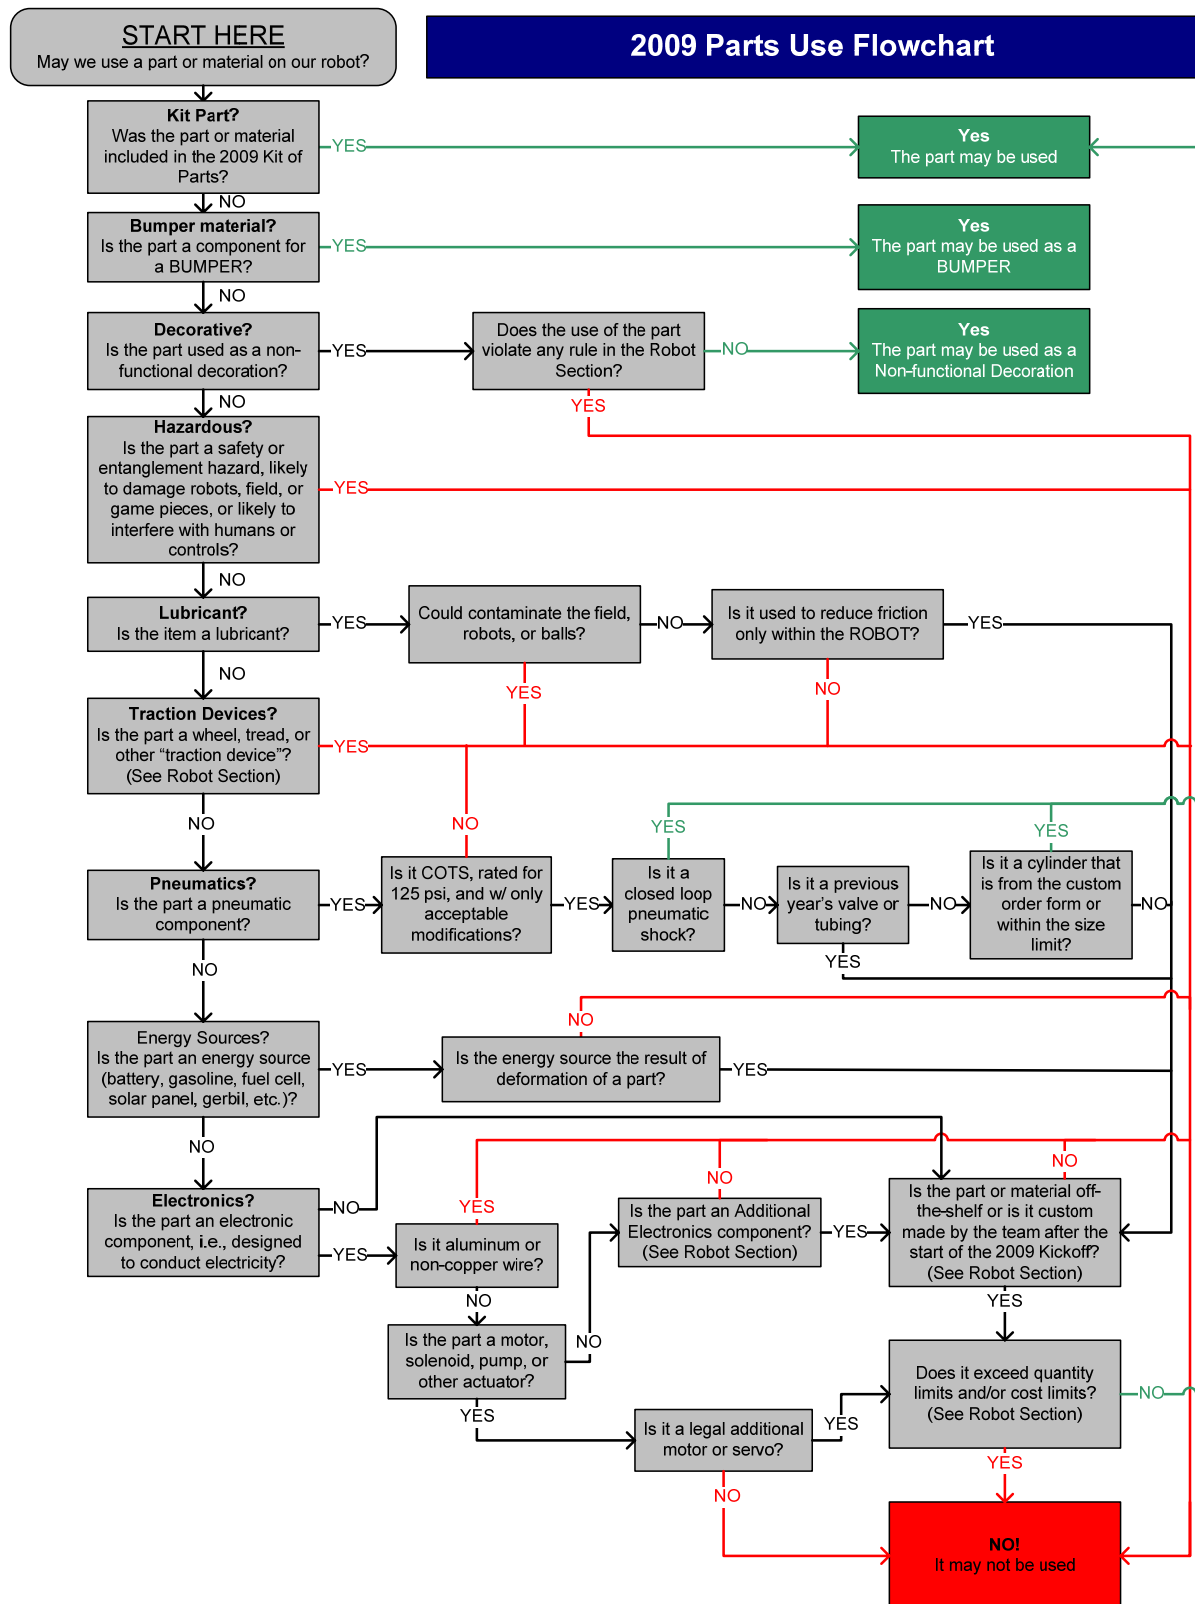 START HERE
May we use a part or material on our robot?
2009 Parts Use Flowchart
Kit Part?
Was the part or material
included in the 2009 Kit of
Parts?
YES
Yes
The part may be used
NO
Bumper material?
Is the part a component for
a BUMPER?
YES
Yes
The part may be used as a
BUMPER
NO
Decorative?
Is the part used as a non-
functional decoration?
YES
Does the use of the part
violate any rule in the Robot
Section?
NO
Yes
The part may be used as a
Non-functional Decoration
YES
NO
Hazardous?
Is the part a safety or
entanglement hazard, likely
to damage robots, field, or
game pieces, or likely to
interfere with humans or
controls?
YES
NO
Lubricant?
Is the item a lubricant?
YES
Could contaminate the field,
robots, or balls?
NO
Is it used to reduce friction
only within the ROBOT?
YES
YES
NO
NO
Traction Devices?
Is the part a wheel, tread, or
other “traction device”?
(See Robot Section)
YES
NO
NO
YES
YES
Pneumatics?
Is the part a pneumatic
component?
YES
Is it COTS, rated for
125 psi, and w/ only
acceptable
modifications?
YES
Is it a
closed loop
pneumatic
shock?
NO
Is it a previous
year’s valve or
tubing?
NO
Is it a cylinder that
is from the custom
order form or
within the size
limit?
NO
YES
NO
NO
Energy Sources?
Is the part an energy source
(battery, gasoline, fuel cell,
solar panel, gerbil, etc.)?
YES
Is the energy source the result of
deformation of a part?
YES
NO
Electronics?
Is the part an electronic
component, i.e., designed
to conduct electricity?
NO
YES
YES
Is it aluminum or
non-copper wire?
NO
Is the part an Additional
Electronics component?
(See Robot Section)
YES
NO
Is the part or material off-
the-shelf or is it custom
made by the team after the
start of the 2009 Kickoff?
(See Robot Section)
NO
YES
Is the part a motor,
solenoid, pump, or
other actuator?
NO
YES
Is it a legal additional
motor or servo?
YES
Does it exceed quantity
limits and/or cost limits?
(See Robot Section)
NO
YES
NO
NO!
It may not be used